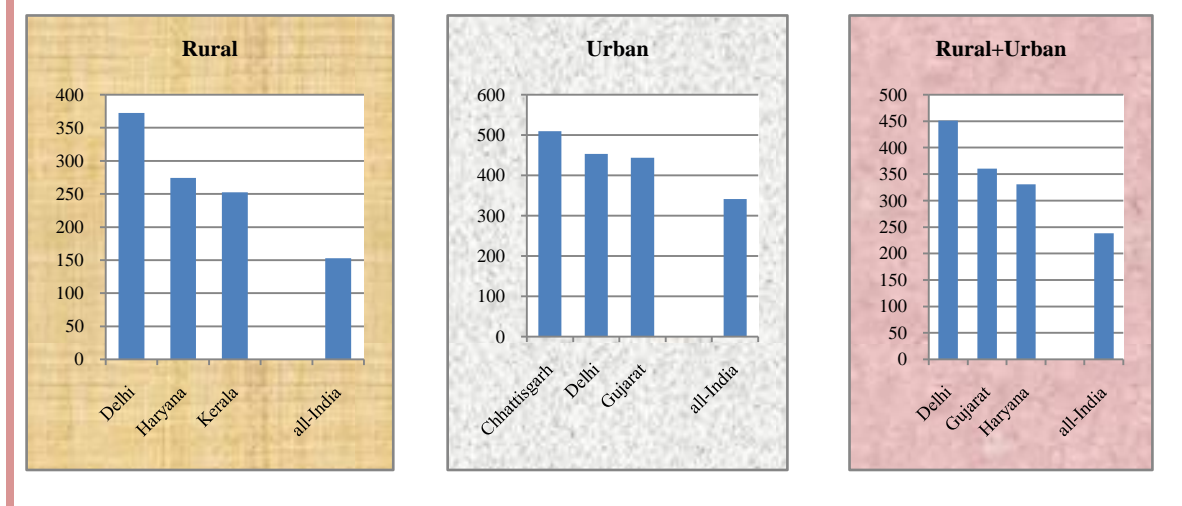 Rural
400
350
300
250
200
150
100
50
0
Delhi
Haryana
Kerala
all-India
Urban
600
500
400
300
200
100
0
Chhattisgarh
Delhi
Gujarat
all-India
Rural+Urban
500
450
400
350
300
250
200
150
100
50
0
Delhi
Gujarat
Haryana
all-India